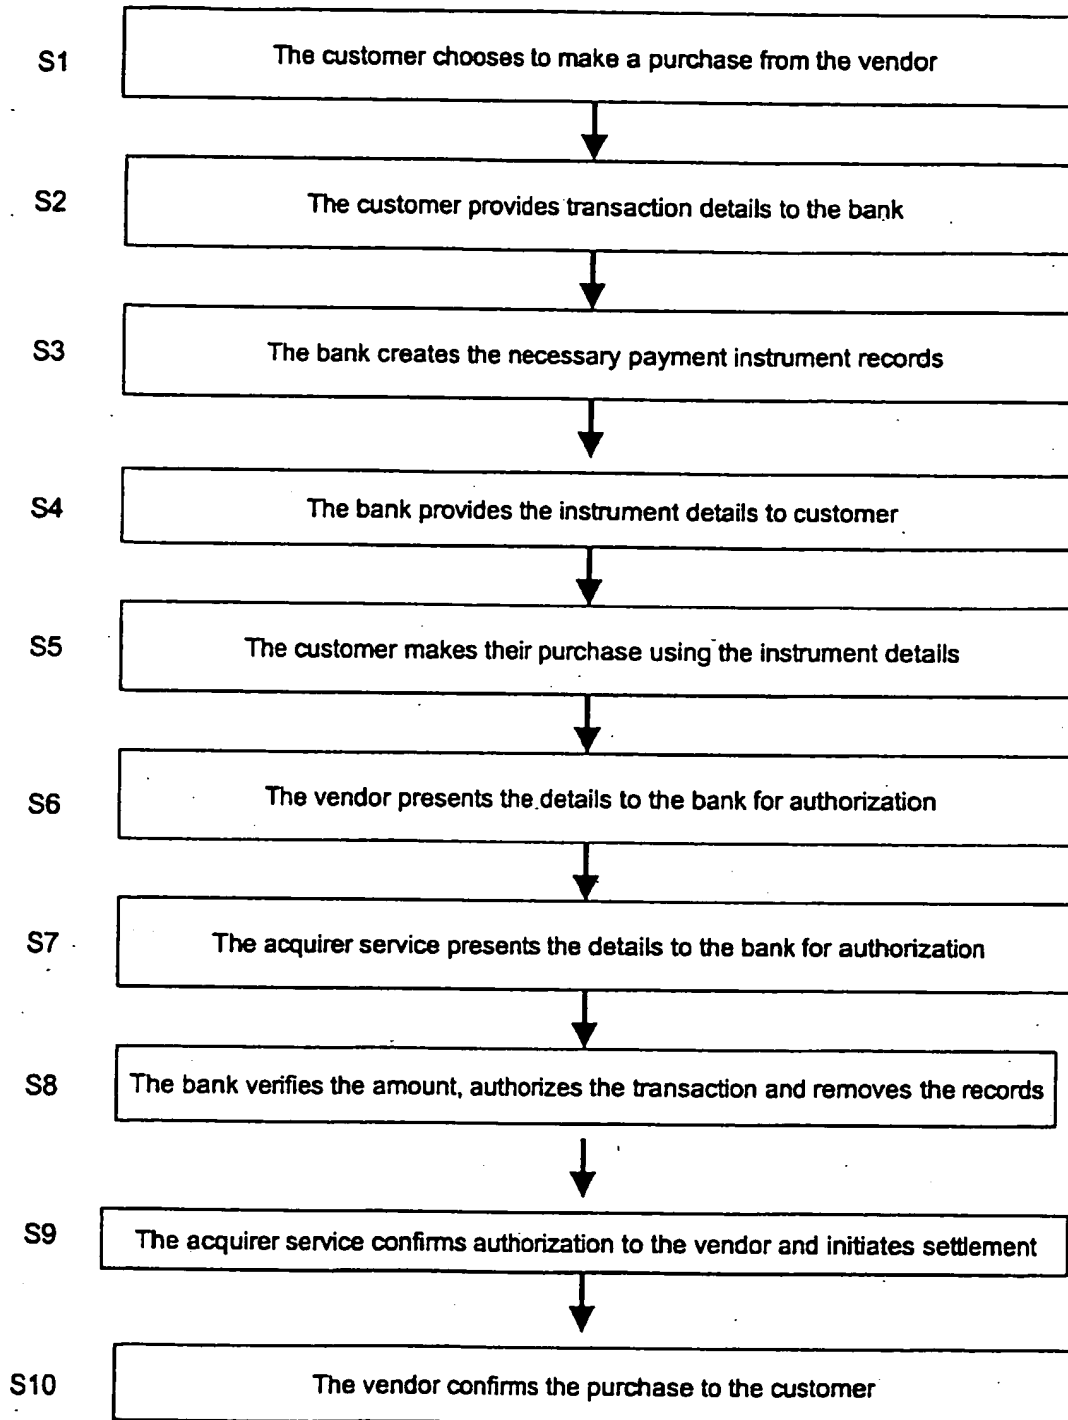 S1 The customer chooses to make a purchase from the vendor
S2 The customer provides transaction details to the bank
S3 The bank creates the necessary payment instrument records
S4 The bank provides the instrument details to customer
S5 The customer makes their purchase using the instrument details
S6 The vendor presents the details to the bank for authorization
S7 The acquirer service presents the details to the bank for authorization
S8 The bank verifies the amount, authorizes the transaction and removes the records
S9 The acquirer service confirms authorization to the vendor and initiates settlement
S10 The vendor confirms the purchase to the customer